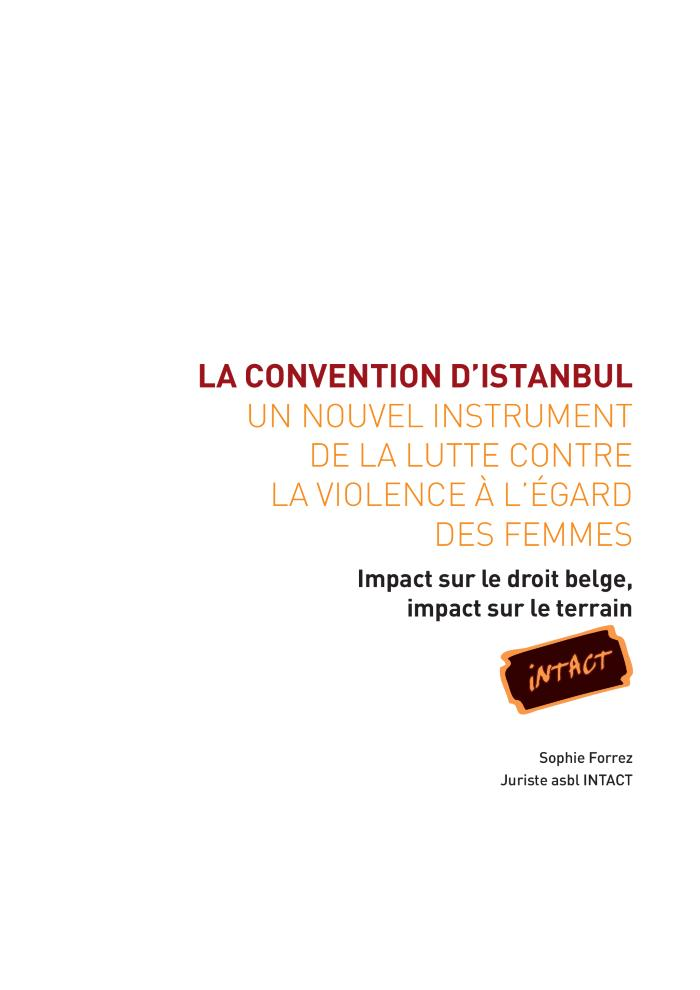 LA CONVENTION D'ISTANBUL
UN NOUVEL INSTRUMENT
DE LA LUTTE CONTRE
LA VIOLENCE À L'ÉGARD
DES FEMMES
Impact sur le droit belge,
impact sur le terrain
iNTACT
Sophie Forrez
Juriste asbl INTACT